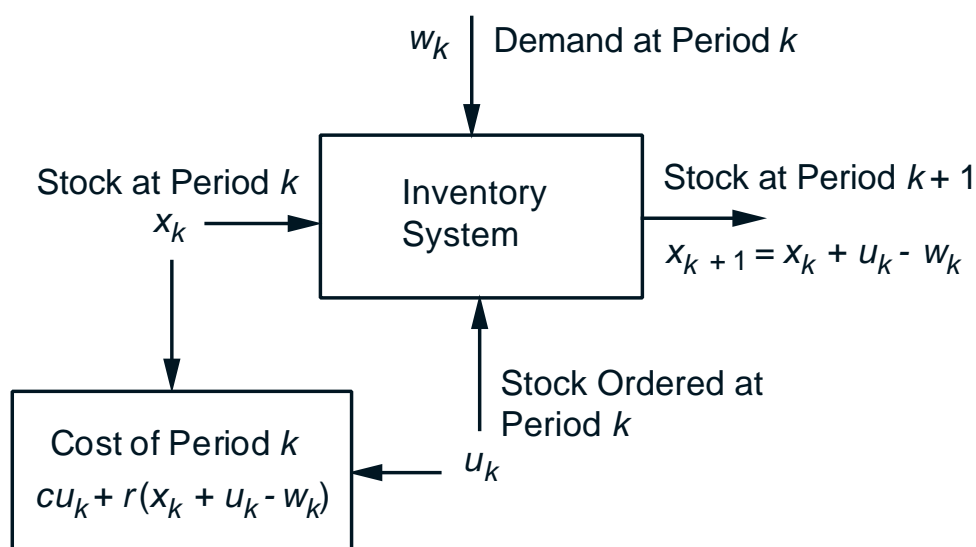 w_k Demand at Period k
Stock at Period k
x_k
Inventory
System
Stock at Period k + 1
x_{k + 1} = x_k + u_k - w_k
Stock Ordered at
Period k
u_k
Cost of Period k
cu_k + r(x_k + u_k - w_k)